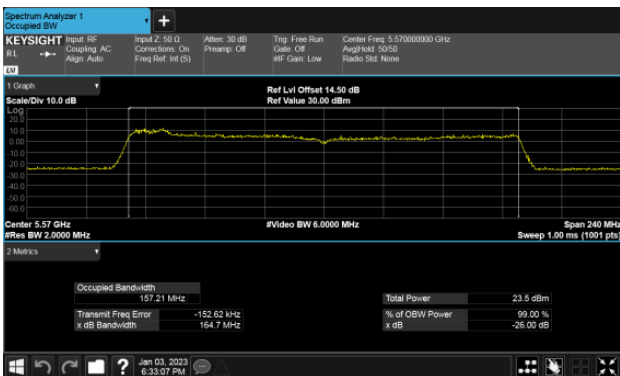 Spectrum Analyzer 1
Occupied BW
+
KEYSIGHT Input: RF Input Z: 50 Ω Atten: 30 dB Trig: Free Run Center Freq: 5.570000000 GHz
RL Coupling: AC Corrections: On Preamp: Off Gate: Off Avg|Hold: 50/50
Align: Auto Freq Ref: Int (S) #IF Gain: Low Radio Std: None
1 Graph Ref Lvl Offset 14.50 dB
Scale/Div 10.0 dB Ref Value 30.00 dBm
Log
20.0
10.0
0.00
-10.0
-20.0
-30.0
-40.0
-50.0
-60.0
Center 5.57 GHz #Video BW 6.0000 MHz Span 240 MHz
#Res BW 2.0000 MHz Sweep 1.00 ms (1001 pts)
2 Metrics
Occupied Bandwidth
157.21 MHz Total Power 23.5 dBm
Transmit Freq Error -152.62 kHz % of OBW Power 99.00 %
x dB Bandwidth 164.7 MHz x dB -26.00 dB
? Jan 03, 2023
6:33:07 PM